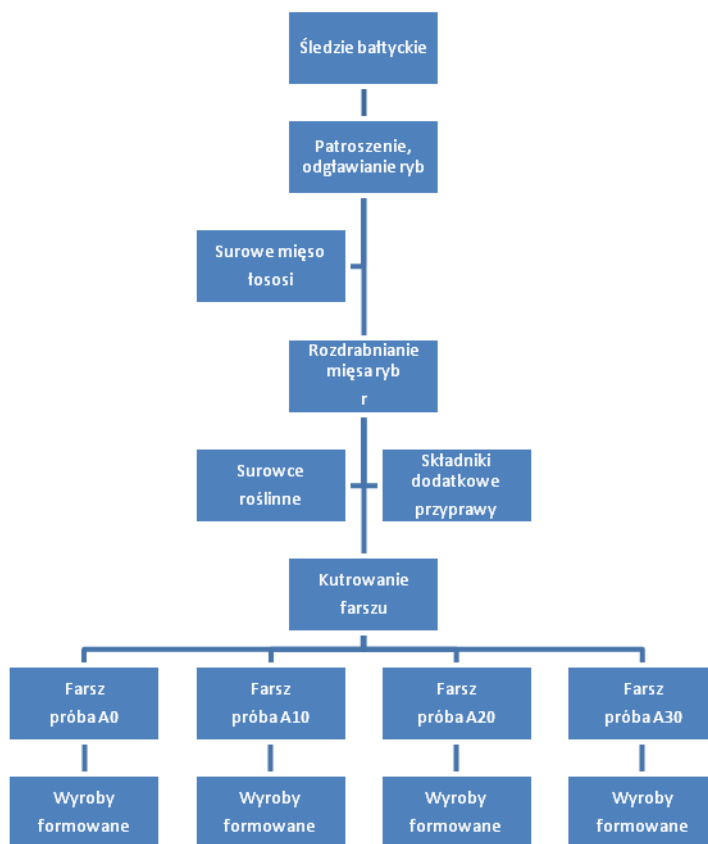 Śledzie bałtyckie
Patroszenie,
odgławianie ryb
Surowe mięso
łososi
Rozdrabnianie
mięsa ryb
r
Surowce
roślinne
Składniki
dodatkowe
przyprawy
Kutrowanie
farszu
Farsz
próba A0
Farsz
próba A10
Farsz
próba A20
Farsz
próba A30
Wyroby
formowane
Wyroby
formowane
Wyroby
formowane
Wyroby
formowane